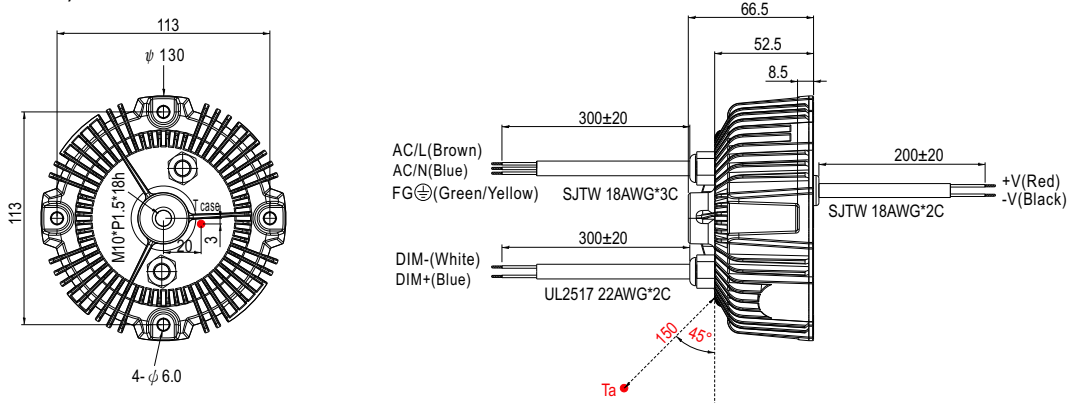 113
ψ 130
113
M10*P1.5*18h
T case
20
3
4- φ 6.0
66.5
52.5
8.5
300±20
AC/L(Brown)
AC/N(Blue)
FG⏚(Green/Yellow)
SJTW 18AWG*3C
200±20
+V(Red)
-V(Black)
SJTW 18AWG*2C
300±20
DIM-(White)
DIM+(Blue)
UL2517 22AWG*2C
150
45°
Ta